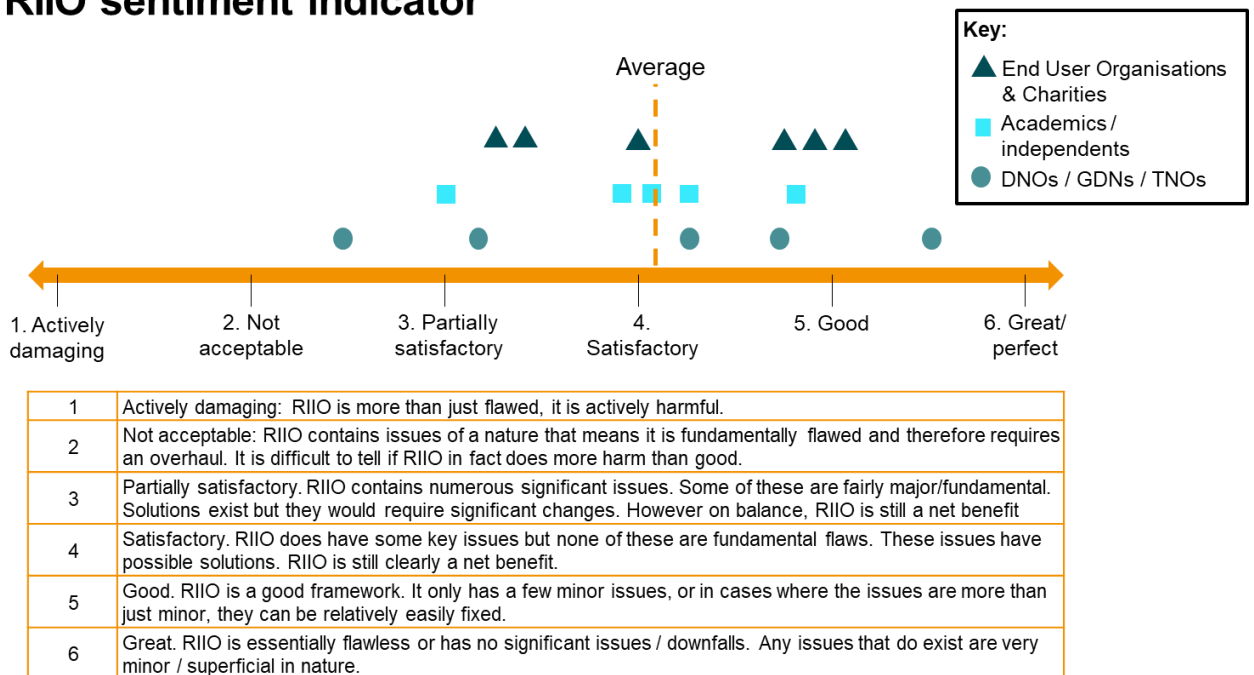 RIIO sentiment indicator
Key:
End User Organisations
& Charities
Academics /
independents
DNOs / GDNs / TNOs
Average
1. Actively
damaging
2. Not
acceptable
3. Partially
satisfactory
4.
Satisfactory
5. Good
6. Great/
perfect
1 Actively damaging: RIIO is more than just flawed, it is actively harmful.
2 Not acceptable: RIIO contains issues of a nature that means it is fundamentally flawed and therefore requires
an overhaul. It is difficult to tell if RIIO in fact does more harm than good.
3 Partially satisfactory. RIIO contains numerous significant issues. Some of these are fairly major/fundamental.
Solutions exist but they would require significant changes. However on balance, RIIO is still a net benefit
4 Satisfactory. RIIO does have some key issues but none of these are fundamental flaws. These issues have
possible solutions. RIIO is still clearly a net benefit.
5 Good. RIIO is a good framework. It only has a few minor issues, or in cases where the issues are more than
just minor, they can be relatively easily fixed.
6 Great. RIIO is essentially flawless or has no significant issues / downfalls. Any issues that do exist are very
minor / superficial in nature.